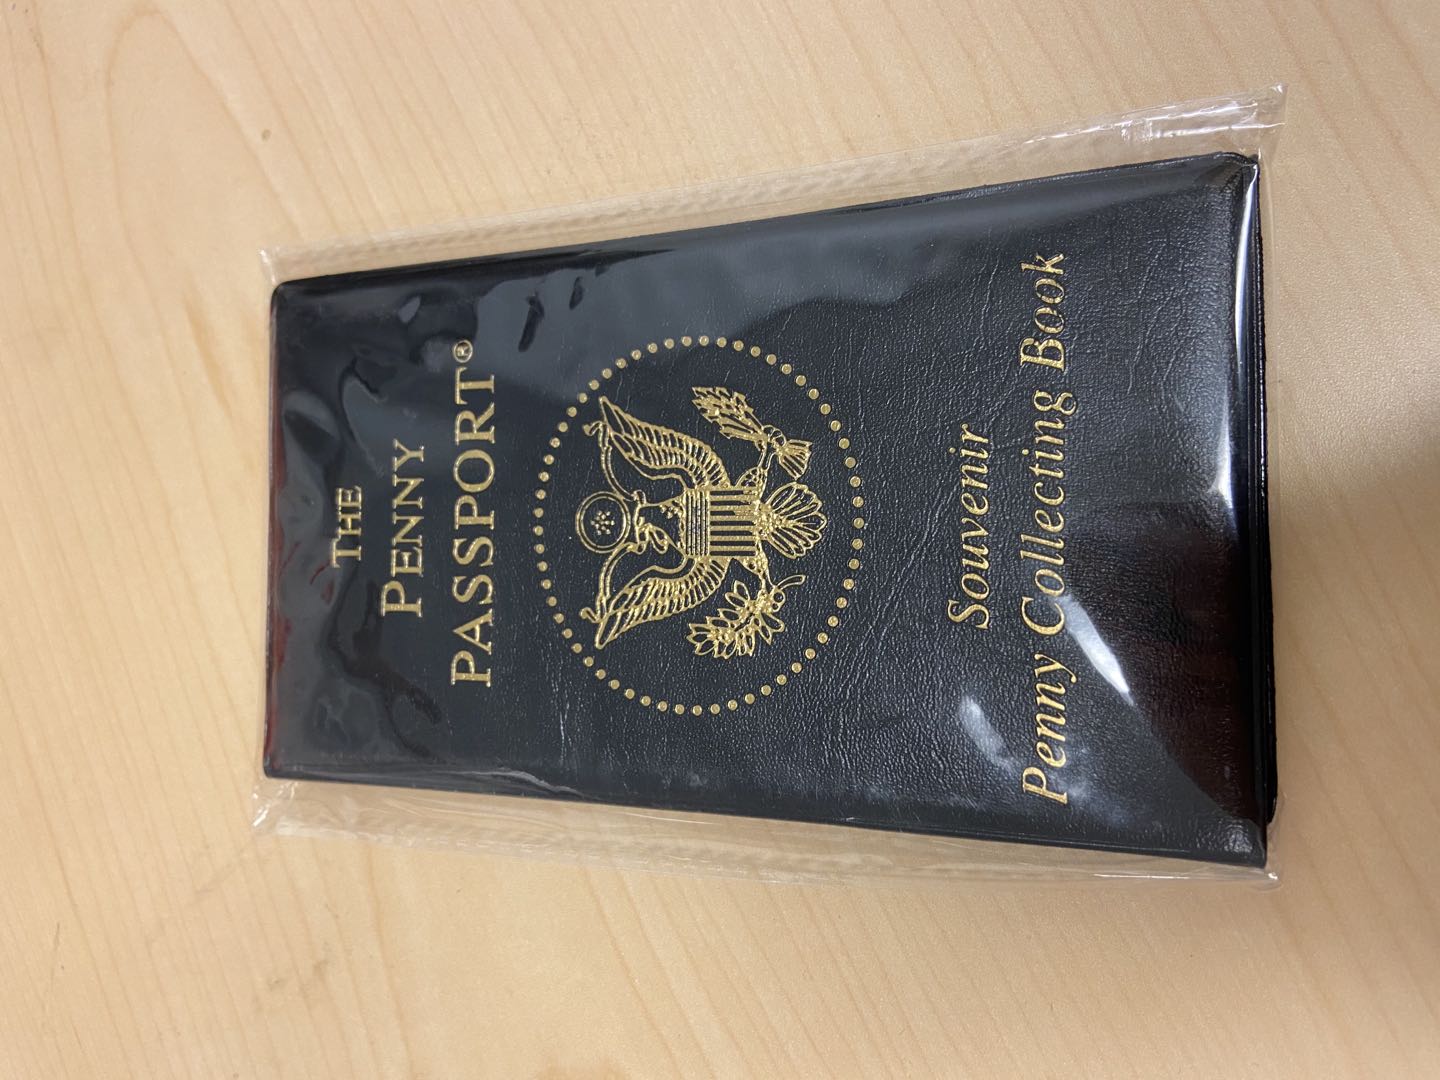 THE
PENNY
PASSPORT®
Souvenir
Penny Collecting Book